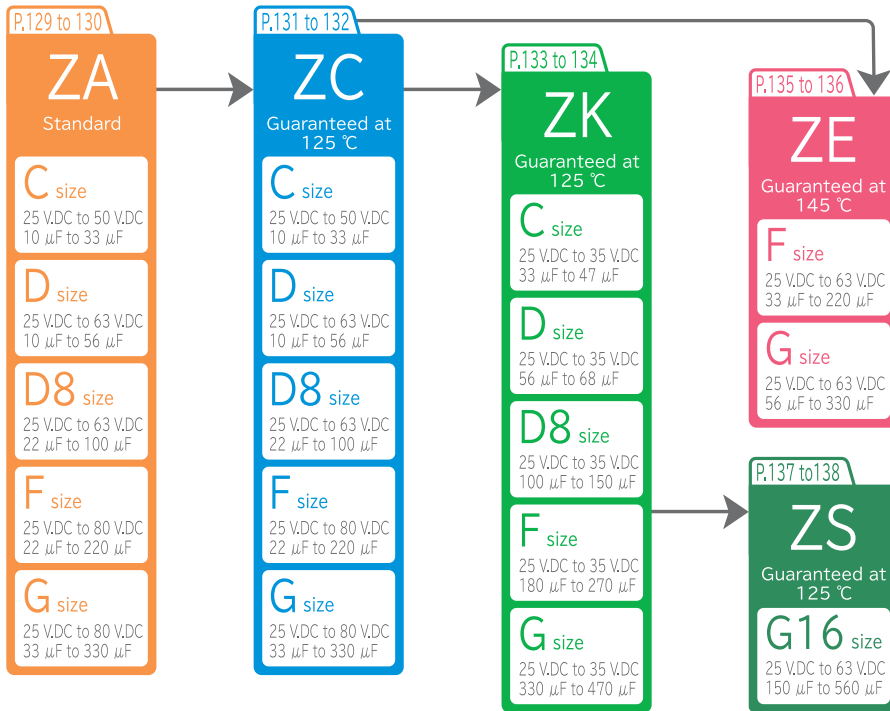 P.129 to 130
ZA
Standard
C size
25 V.DC to 50 V.DC
10 μF to 33 μF
D size
25 V.DC to 63 V.DC
10 μF to 56 μF
D8 size
25 V.DC to 63 V.DC
22 μF to 100 μF
F size
25 V.DC to 80 V.DC
22 μF to 220 μF
G size
25 V.DC to 80 V.DC
33 μF to 330 μF
P.131 to 132
ZC
Guaranteed at
125 ℃
C size
25 V.DC to 50 V.DC
10 μF to 33 μF
D size
25 V.DC to 63 V.DC
10 μF to 56 μF
D8 size
25 V.DC to 63 V.DC
22 μF to 100 μF
F size
25 V.DC to 80 V.DC
22 μF to 220 μF
G size
25 V.DC to 80 V.DC
33 μF to 330 μF
P.133 to 134
ZK
Guaranteed at
125 ℃
C size
25 V.DC to 35 V.DC
33 μF to 47 μF
D size
25 V.DC to 35 V.DC
56 μF to 68 μF
D8 size
25 V.DC to 35 V.DC
100 μF to 150 μF
F size
25 V.DC to 35 V.DC
180 μF to 270 μF
G size
25 V.DC to 35 V.DC
330 μF to 470 μF
P.135 to 136
ZE
Guaranteed at
145 ℃
F size
25 V.DC to 63 V.DC
33 μF to 220 μF
G size
25 V.DC to 63 V.DC
56 μF to 330 μF
P.137 to138
ZS
Guaranteed at
125 ℃
G16 size
25 V.DC to 63 V.DC
150 μF to 560 μF